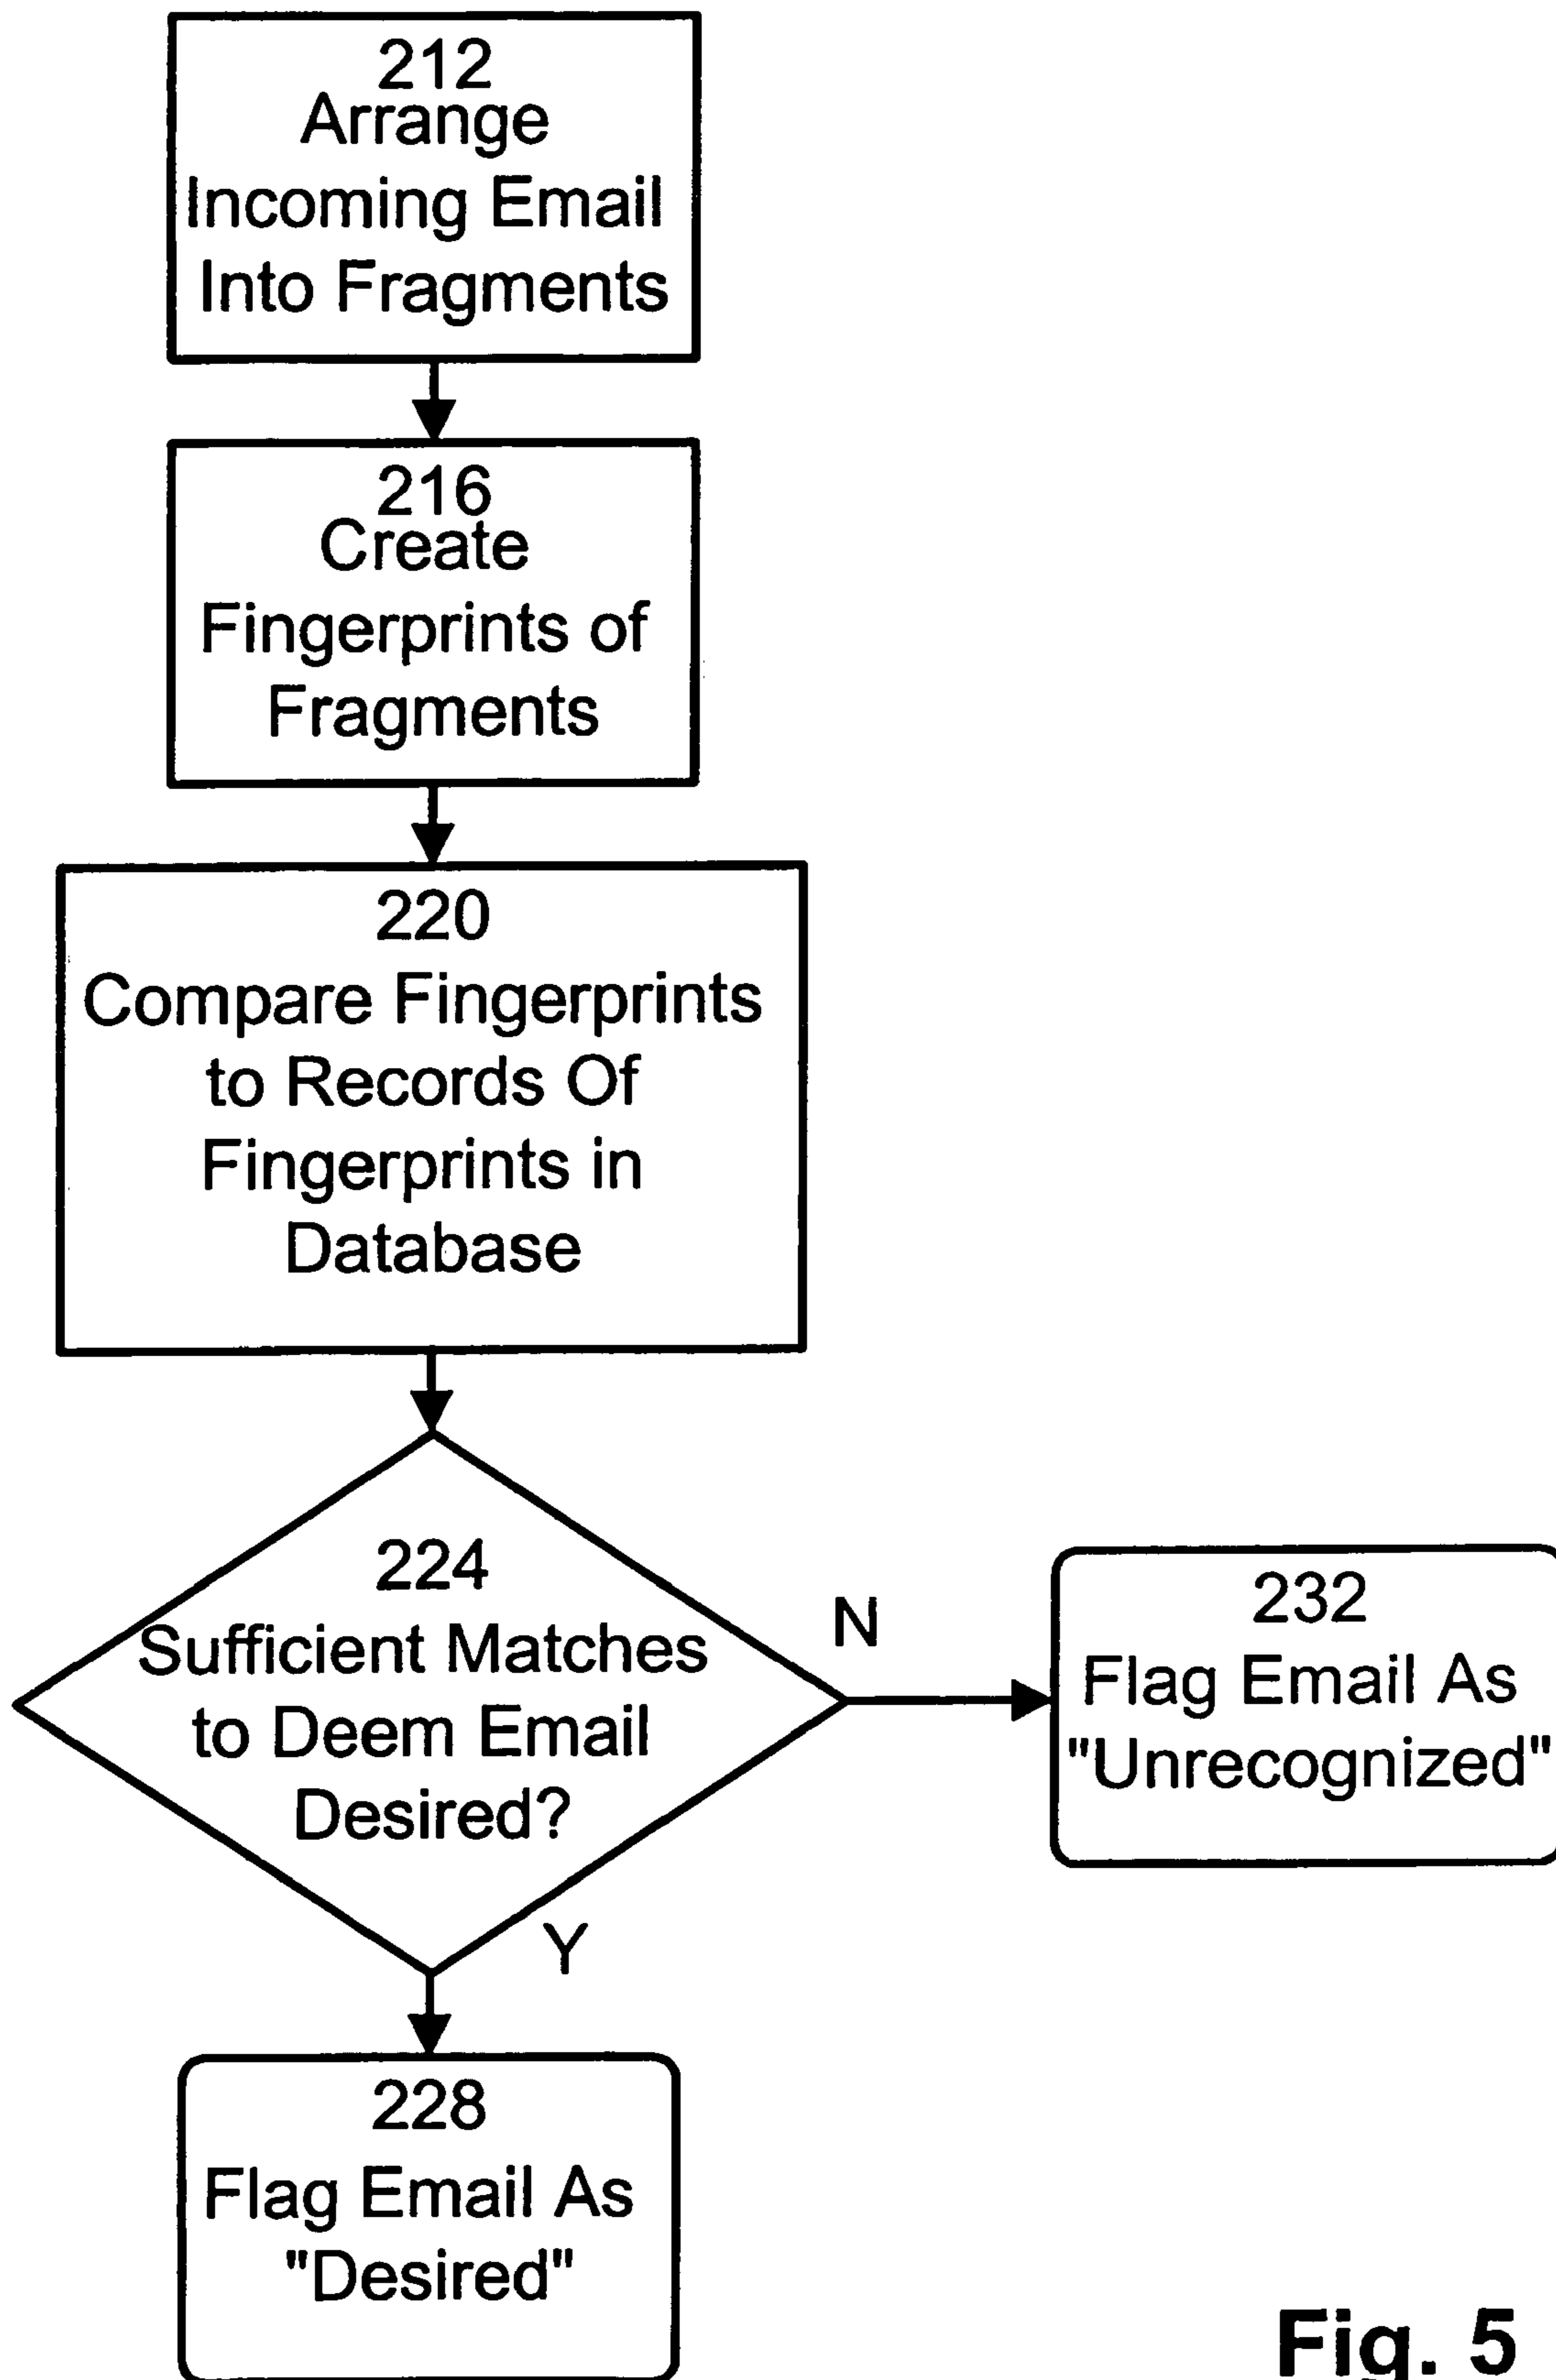 212
Arrange
Incoming Email
Into Fragments
216
Create
Fingerprints of
Fragments
220
Compare Fingerprints
to Records Of
Fingerprints in
Database
224
Sufficient Matches
to Deem Email
Desired?
N
232
Flag Email As
"Unrecognized"
Y
228
Flag Email As
"Desired"
Fig. 5